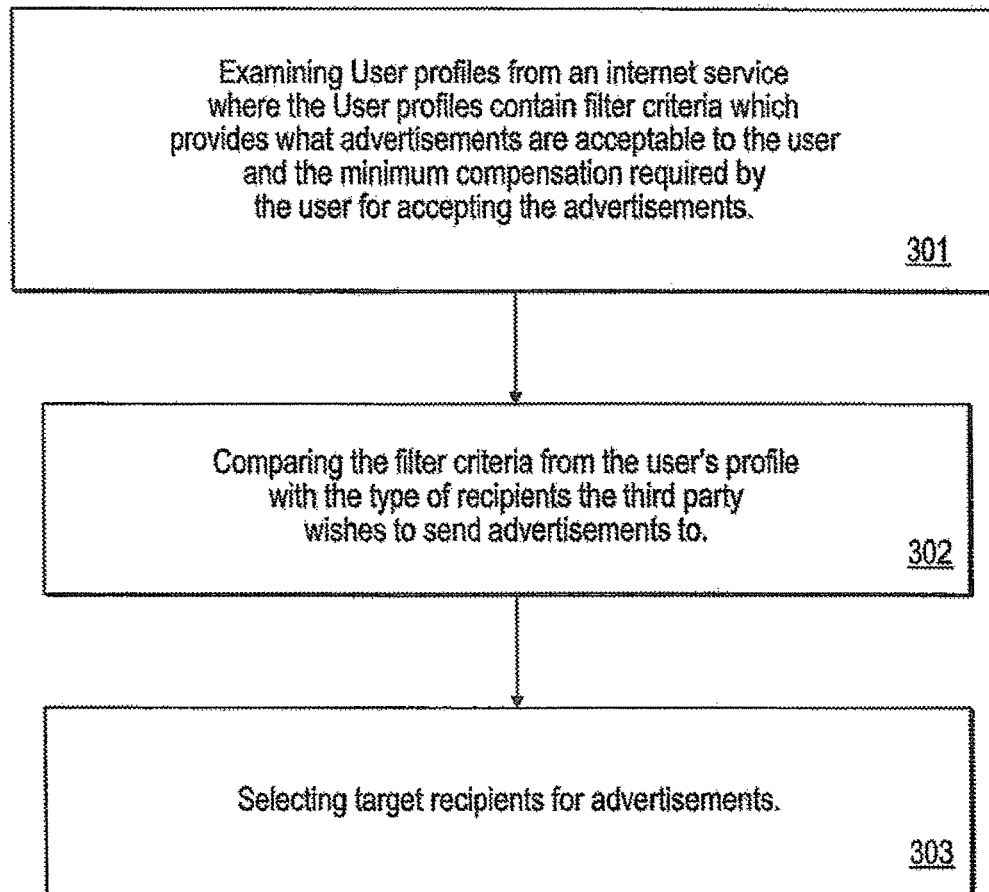 Examining User profiles from an internet service
where the User profiles contain filter criteria which
provides what advertisements are acceptable to the user
and the minimum compensation required by
the user for accepting the advertisements.
301
Comparing the filter criteria from the user's profile
with the type of recipients the third party
wishes to send advertisements to.
302
Selecting target recipients for advertisements.
303